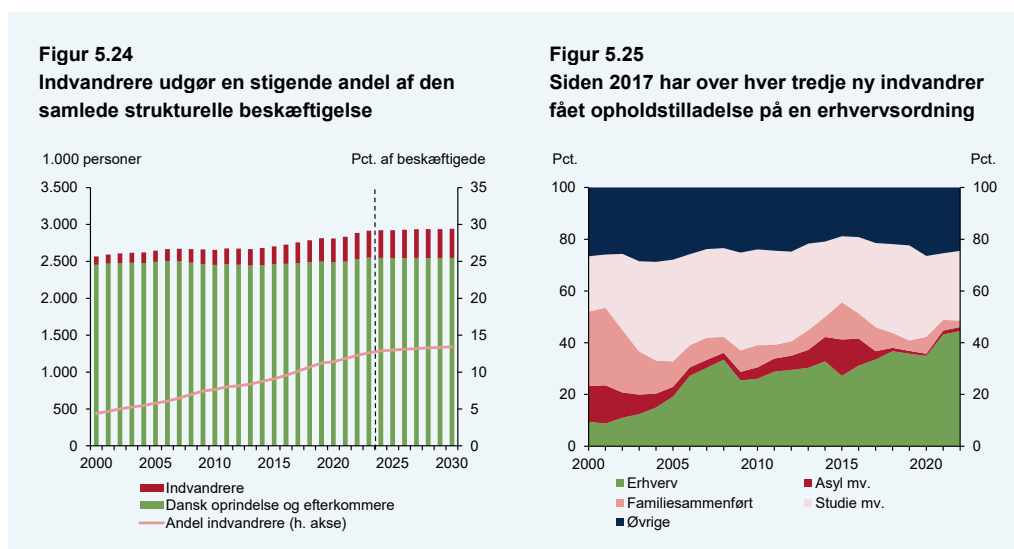 Figur 5.24
Indvandrere udgør en stigende andel af den
samlede strukturelle beskæftigelse
1.000 personer
Pct. af beskæftigede
3.500
3.000
2.500
2.000
1.500
1.000
500
0
35
30
25
20
15
10
5
0
2000 2005 2010 2015 2020 2025 2030
Indvandrere
Dansk oprindelse og efterkommere
Andel indvandrere (h. akse)
Figur 5.25
Siden 2017 har over hver tredje ny indvandrer
fået opholdstilladelse på en erhvervsordning
Pct.
Pct.
100
80
60
40
20
0
100
80
60
40
20
0
2000 2005 2010 2015 2020
Erhverv
Asyl mv.
Familiesammenført
Studie mv.
Øvrige